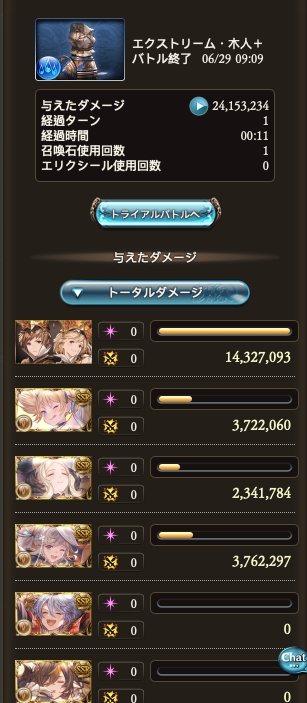 エクストリーム・木人+
バトル終了 06/29 09:09
与えたダメージ 24,153,234
経過ターン 1
経過時間 00:11
召喚石使用回数 1
エリクシール使用回数 0
トライアルバトルへ
与えたダメージ
トータルダメージ
0
0 14,327,093
0
0 3,722,060
0
0 2,341,784
0
0 3,762,297
0
0 0
0
0 0
Chat